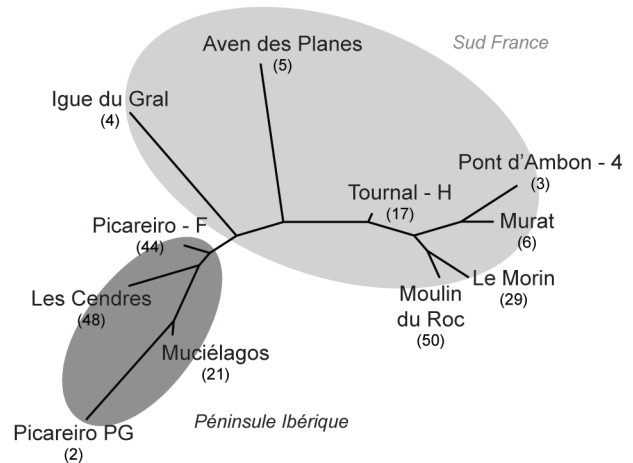 Aven des Planes
(5)
Sud France
Igue du Gral
(4)
Pont d'Ambon - 4
(3)
Tournal - H
(17)
Picareiro - F
(44)
Murat
(6)
Les Cendres
(48)
Le Morin
(29)
Moulin
du Roc
(50)
Muciélagos
(21)
Péninsule Ibérique
Picareiro PG
(2)